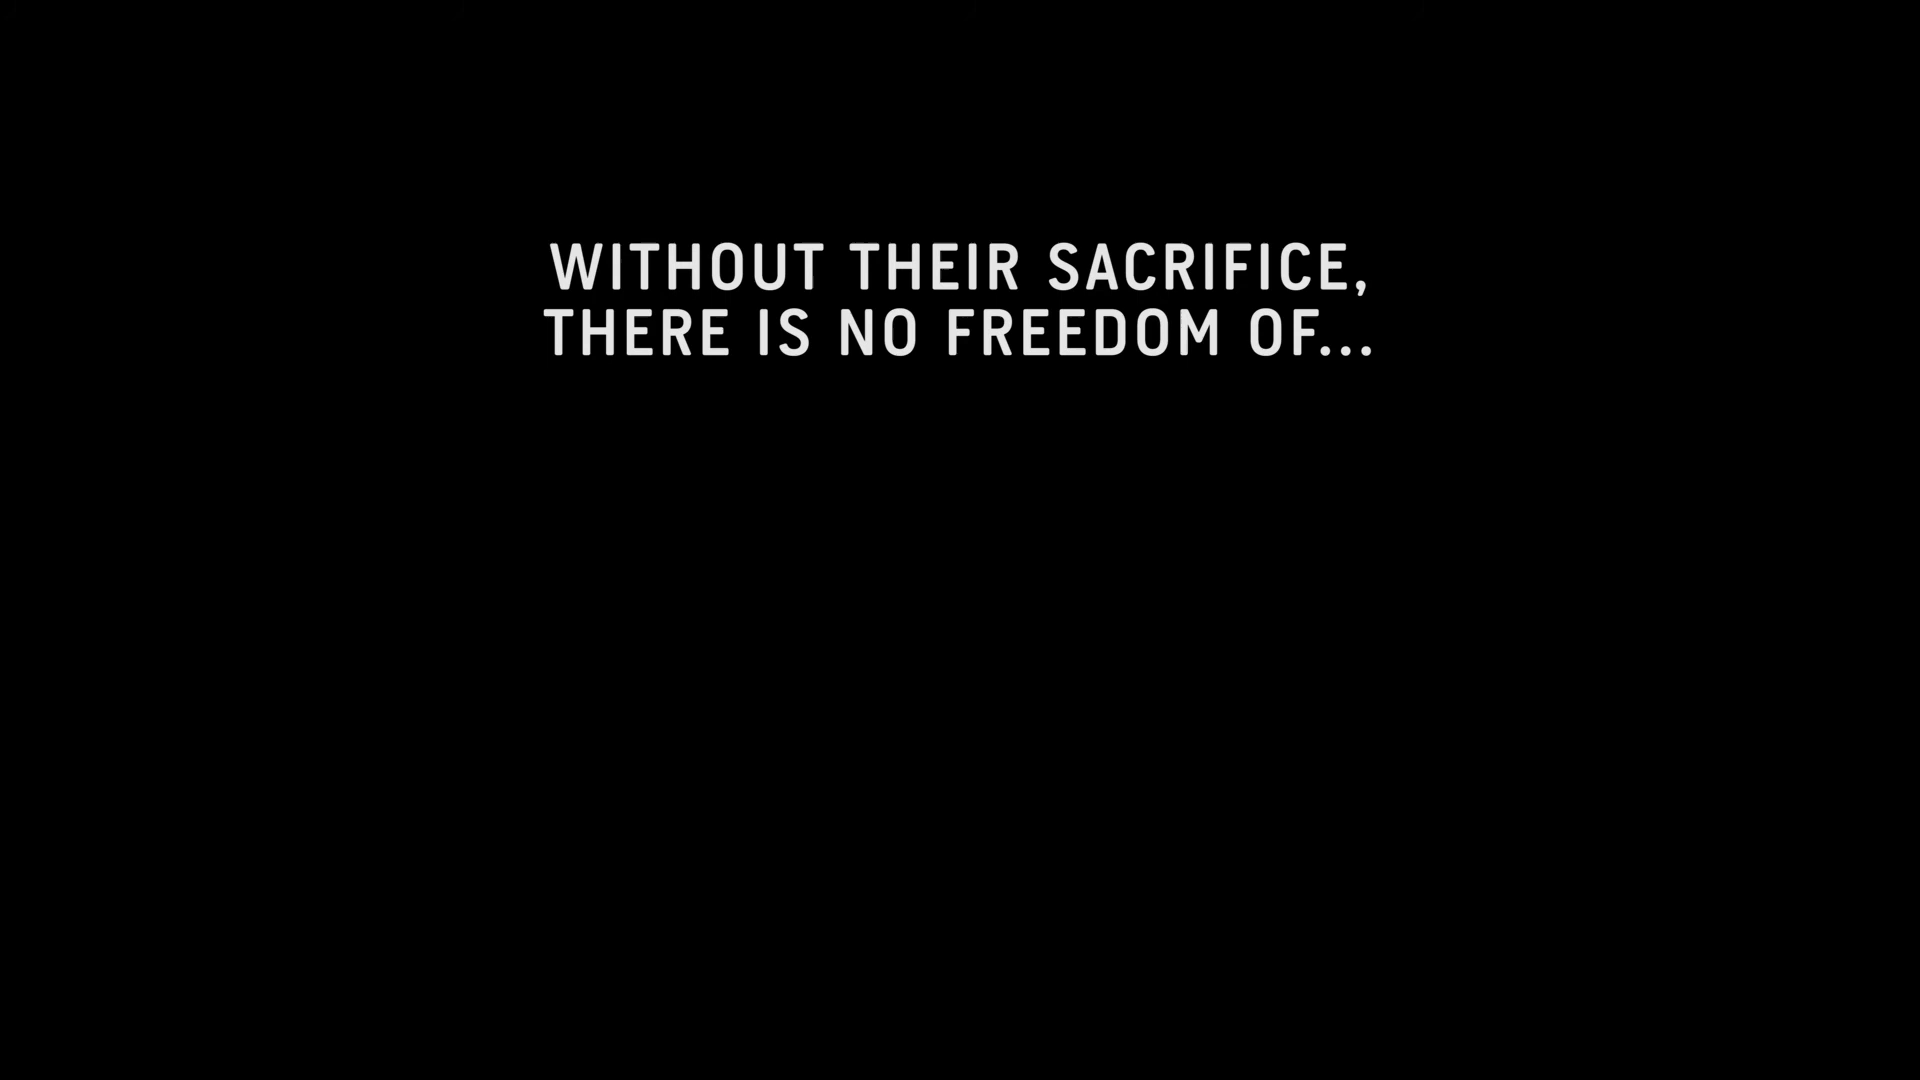 WITHOUT THEIR SACRIFICE,
THERE IS NO FREEDOM OF...